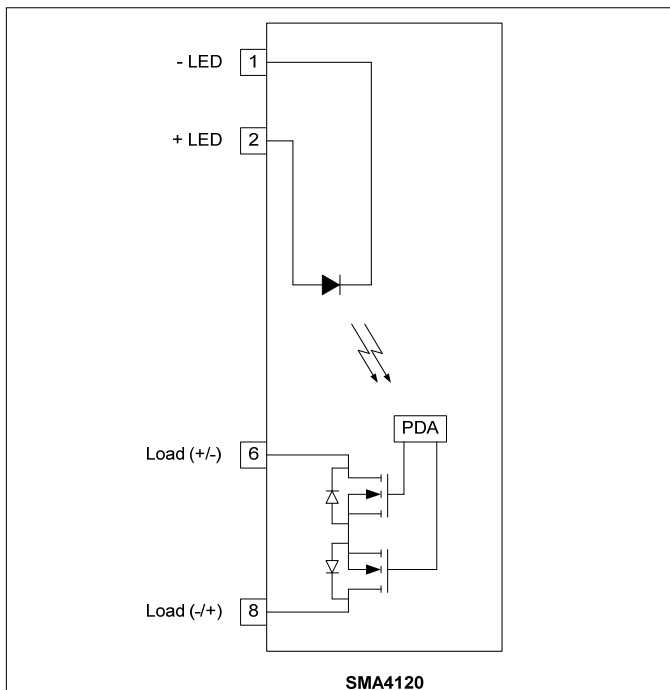 - LED 1
+ LED 2
PDA
Load (+/-) 6
Load (-/+) 8
SMA4120